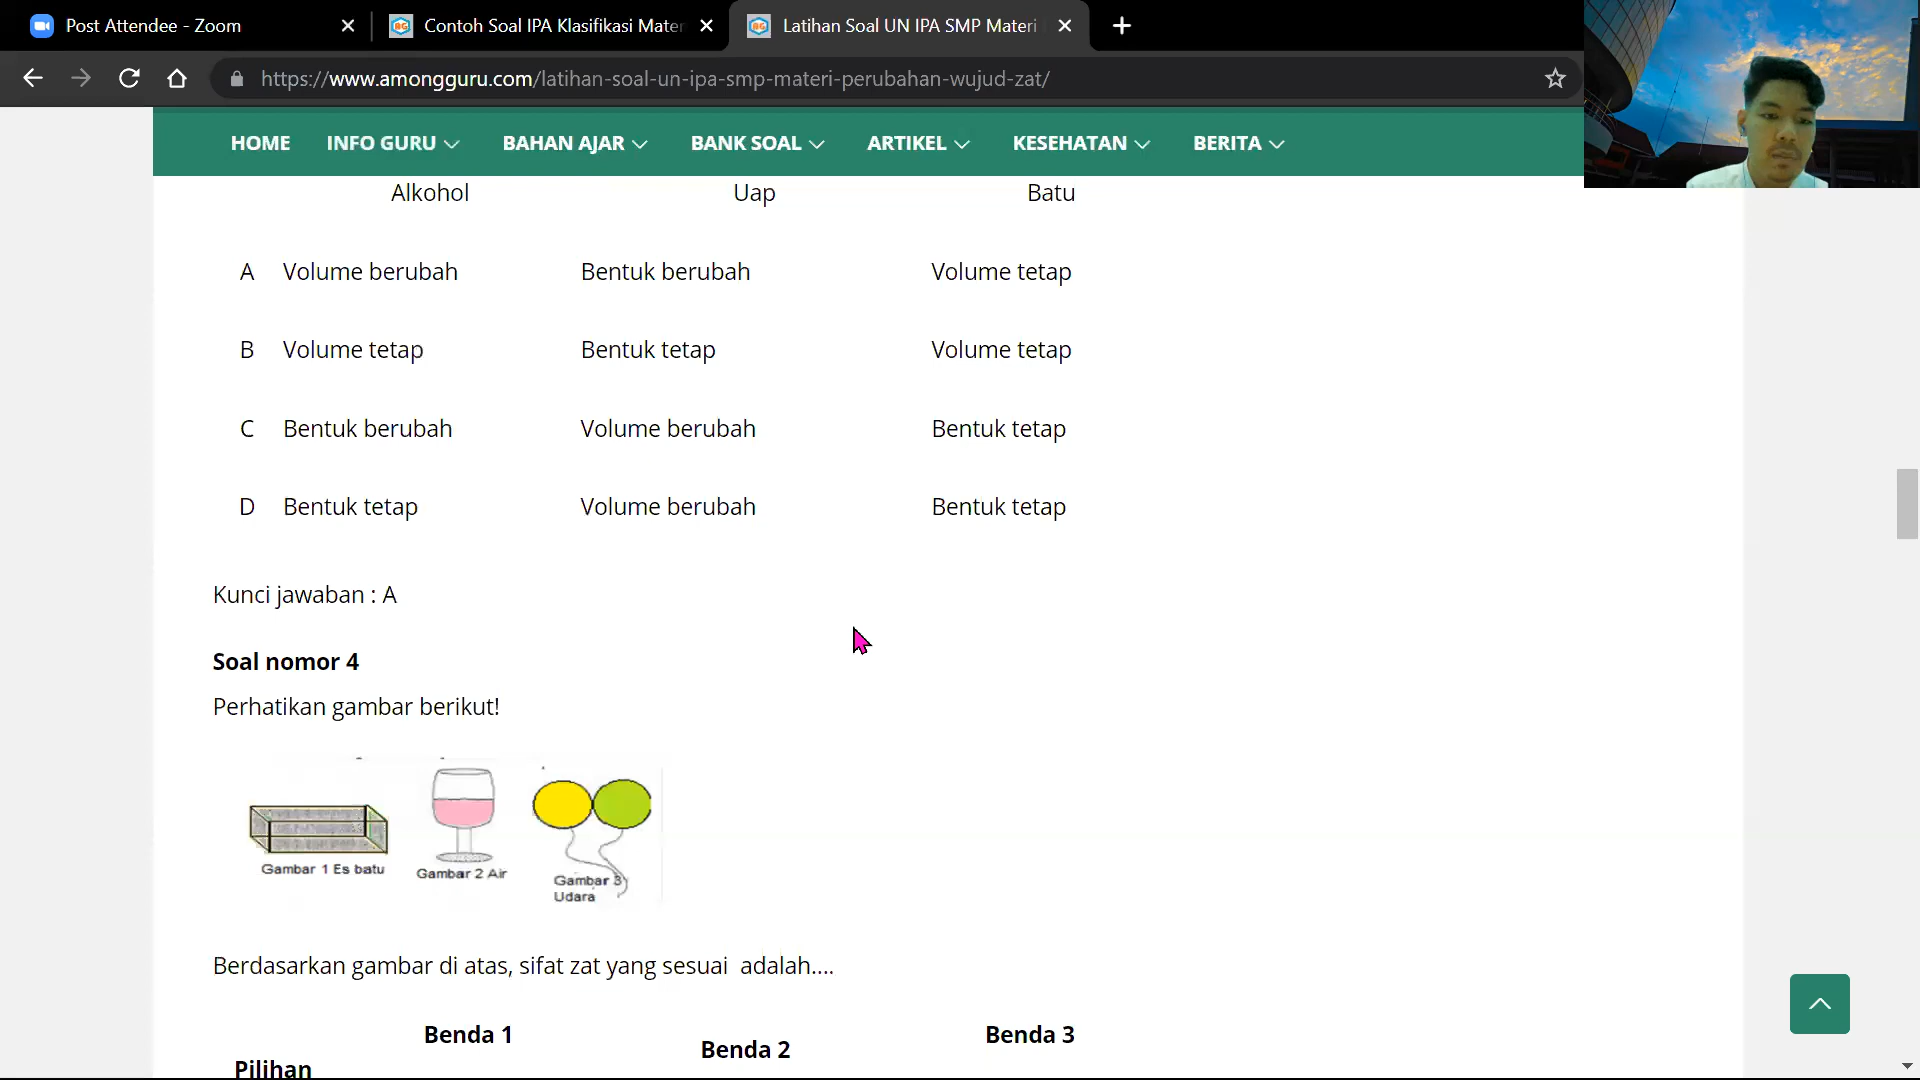 Post Attendee - Zoom
Contoh Soal IPA Klasifikasi Mater
Latihan Soal UN IPA SMP Materi
https://www.amongguru.com/latihan-soal-un-ipa-smp-materi-perubahan-wujud-zat/
HOME INFO GURU BAHAN AJAR BANK SOAL ARTIKEL KESEHATAN BERITA
Alkohol Uap Batu
A Volume berubah Bentuk berubah Volume tetap
B Volume tetap Bentuk tetap Volume tetap
C Bentuk berubah Volume berubah Bentuk tetap
D Bentuk tetap Volume berubah Bentuk tetap
Kunci jawaban : A
Soal nomor 4
Perhatikan gambar berikut!
Gambar 1 Es batu
Gambar 2 Air
Gambar 3
Udara
Berdasarkan gambar di atas, sifat zat yang sesuai adalah....
Benda 1
Benda 2
Benda 3
Pilihan